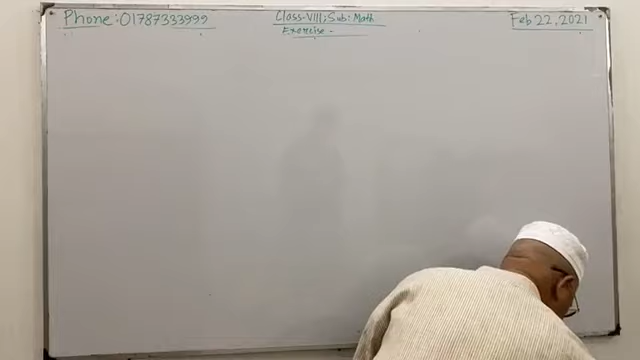 Phone: 01787333999
Class-VIII; Sub: Math
Exercise -
Feb 22, 2021